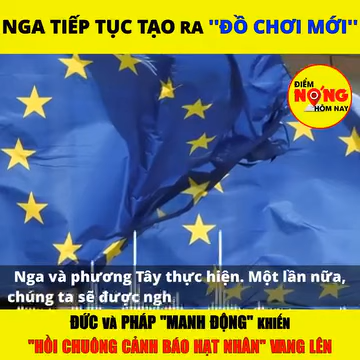 NGA TIẾP TỤC TẠO RA "ĐỒ CHƠI MỚI"
ĐIỂM
NÓNG
HÔM NAY
Nga và phương Tây thực hiện. Một lần nữa,
chúng ta sẽ được ngh
ĐỨC VÀ PHÁP "MANH ĐỘNG" KHIẾN
"HỒI CHUÔNG CẢNH BÁO HẠT NHÂN" VANG LÊN